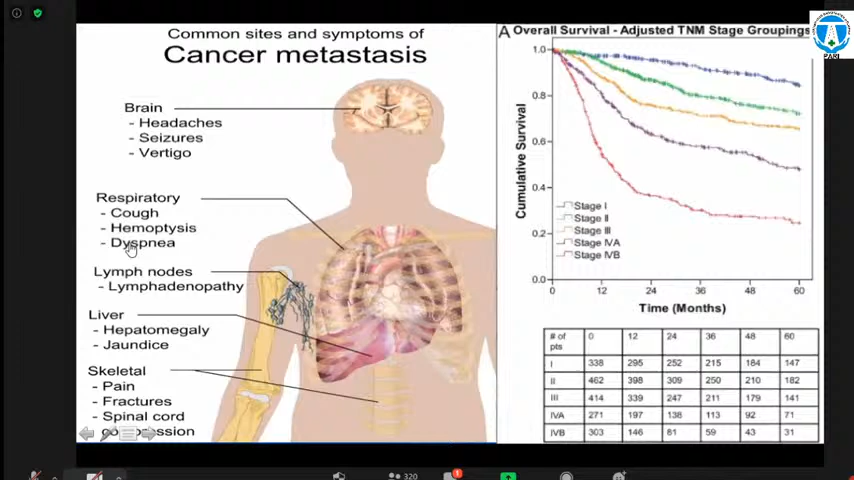 Common sites and symptoms of
Cancer metastasis
Brain
- Headaches
- Seizures
- Vertigo
Respiratory
- Cough
- Hemoptysis
- Dyspnea
Lymph nodes
- Lymphadenopathy
Liver
- Hepatomegaly
- Jaundice
Skeletal
- Pain
- Fractures
- Spinal cord
A Overall Survival - Adjusted TNM Stage Groupings
Cumulative Survival
1.0
0.8
0.6
0.4
0.2
0.0
Stage I
Stage II
Stage III
Stage IVA
Stage IVB
0 12 24 36 48 60
Time (Months)
# of pts 0 12 24 36 48 60
I 338 295 252 215 184 147
II 462 398 309 250 210 182
III 414 339 247 211 179 141
IVA 271 197 138 113 92 71
IVB 303 146 81 59 43 31
PARI
320
1